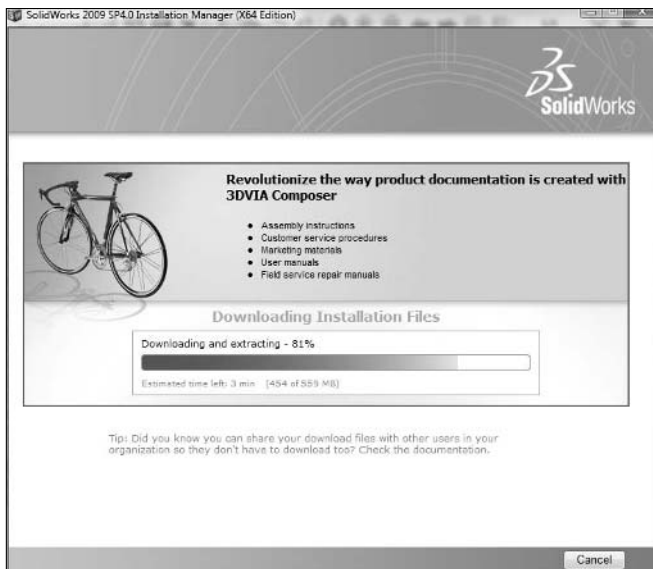 SolidWorks 2009 SP4.0 Installation Manager (X64 Edition)
SolidWorks
Revolutionize the way product documentation is created with
3DVIA Composer
• Assembly instructions
• Customer service procedures
• Marketing materials
• User manuals
• Field service repair manuals
Downloading Installation Files
Downloading and extracting - 81%
Estimated time left: 3 min (454 of 559 MB)
Tip: Did you know you can share your download files with other users in your
organization so they don't have to download too? Check the documentation.
Cancel